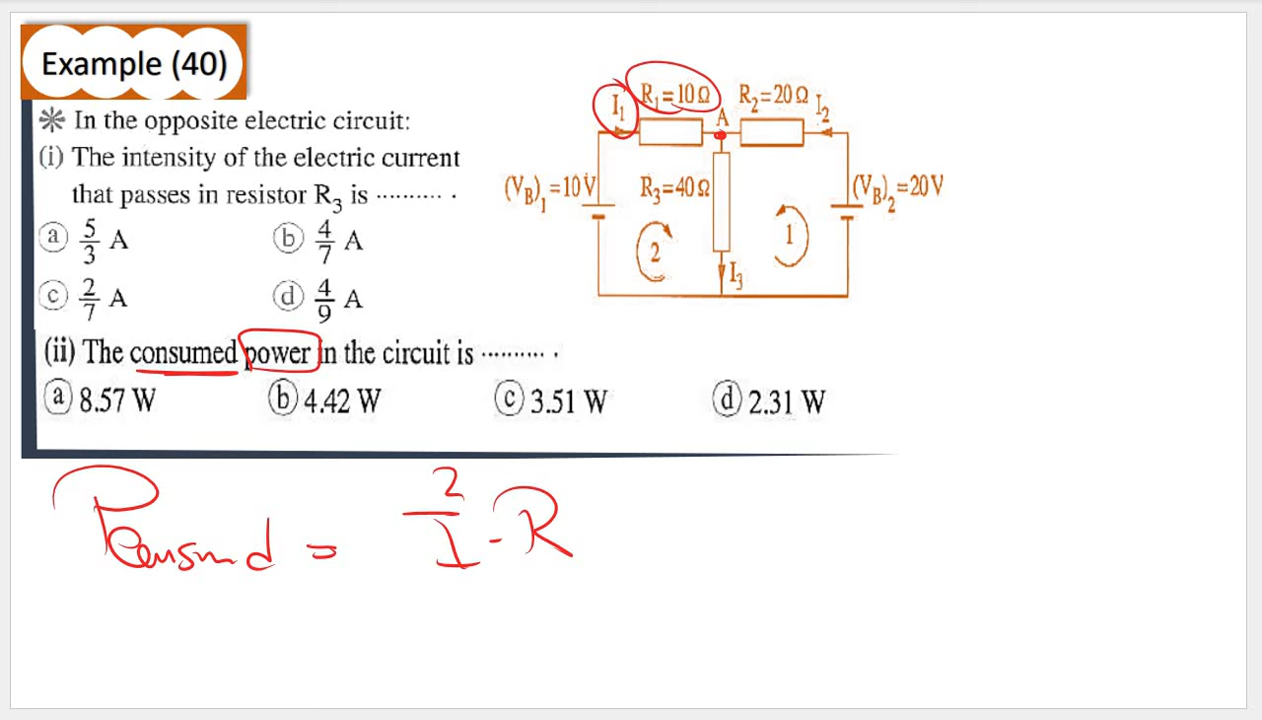 Example (40)
※ In the opposite electric circuit:
(i) The intensity of the electric current
that passes in resistor R₃ is .......... .
ⓐ 5/3 A ⓑ 4/7 A
ⓒ 2/7 A ⓓ 4/9 A
(ii) The consumed power in the circuit is .......... .
ⓐ 8.57 W ⓑ 4.42 W ⓒ 3.51 W ⓓ 2.31 W
I₁ R₁=10Ω A R₂=20Ω I₂
(V_B)₁=10V R₃=40Ω (V_B)₂=20V
2 1
I₃
P = I² · R